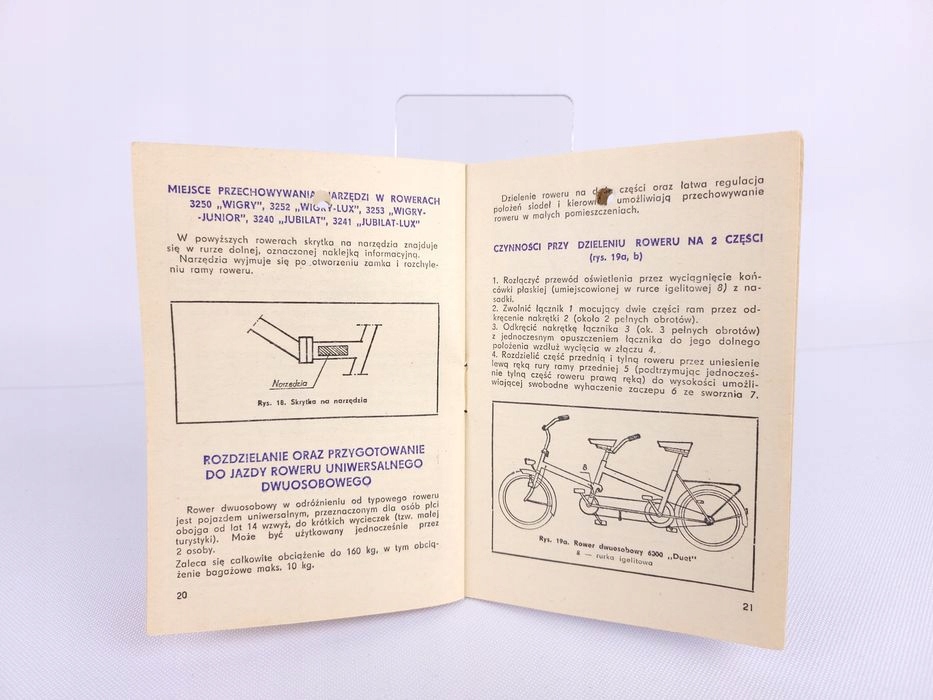 MIEJSCE PRZECHOWYWANIA NARZĘDZI W ROWERACH
3250 „WIGRY", 3252 „WIGRY-LUX", 3253 „WIGRY-
-JUNIOR", 3240 „JUBILAT", 3241 „JUBILAT-LUX"
W powyższych rowerach skrytka na narzędzia znajduje
się w rurze dolnej, oznaczonej naklejką informacyjną.
Narzędzia wyjmuje się po otworzeniu zamka i rozchyle-
niu ramy roweru.
Narzędzia
Rys. 18. Skrytka na narzędzia
ROZDZIELANIE ORAZ PRZYGOTOWANIE
DO JAZDY ROWERU UNIWERSALNEGO
DWUOSOBOWEGO
Rower dwuosobowy w odróżnieniu od typowego roweru
jest pojazdem uniwersalnym, przeznaczonym dla osób płci
obojga od lat 14 wzwyż, do krótkich wycieczek (tzw. małej
turystyki). Może być użytkowany jednocześnie przez
2 osoby.
Zaleca się całkowite obciążenie do 160 kg, w tym obcią-
żenie bagażowe maks. 10 kg.
20
Dzielenie roweru na części oraz łatwa regulacja
położeń siodeł i kierowni umożliwiają przechowywanie
roweru w małych pomieszczeniach.
CZYNNOŚCI PRZY DZIELENIU ROWERU NA 2 CZĘŚCI
(rys. 19a, b)
1. Rozłączyć przewód oświetlenia przez wyciągnięcie koń-
cówki płaskiej (umiejscowionej w rurce igelitowej 8) z na-
sadki.
2. Zwolnić łącznik 1 mocujący dwie części ram przez od-
kręcenie nakrętki 2 (około 2 pełnych obrotów).
3. Odkręcić nakrętkę łącznika 3 (ok. 3 pełnych obrotów)
z jednoczesnym opuszczeniem łącznika do jego dolnego
położenia wzdłuż wycięcia w złączu 4.
4. Rozdzielić część przednią i tylną roweru przez uniesienie
lewą ręką rury ramy przedniej 5 (podtrzymując jednocześ-
nie tylną część roweru prawą ręką) do wysokości umożli-
wiającej swobodne wyhaczenie zaczepu 6 ze sworznia 7.
8
Rys. 19a. Rower dwuosobowy 6300 „Duet"
8 — rurka igelitowa
21